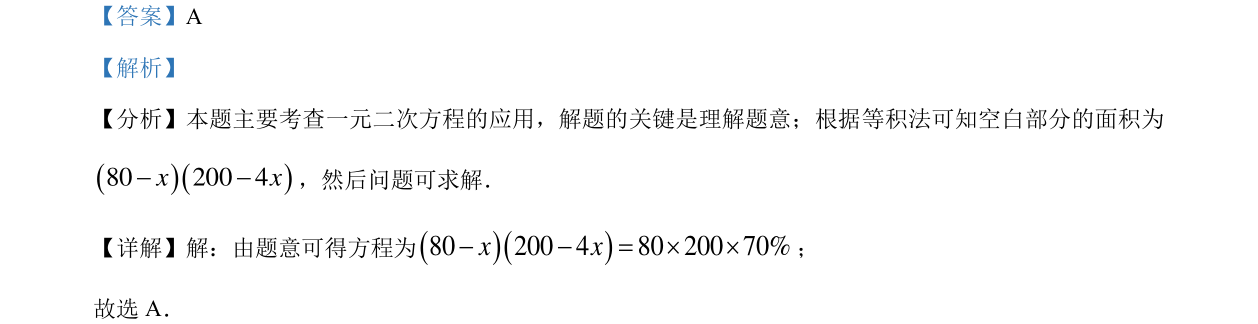 【答案】A
【解析】
【分析】本题主要考查一元二次方程的应用，解题的关键是理解题意；根据等积法可知空白部分的面积为
(80−x)(200−4x)，然后问题可求解．
【详解】解：由题意可得方程为(80−x)(200−4x)=80×200×70%；
故选 A．